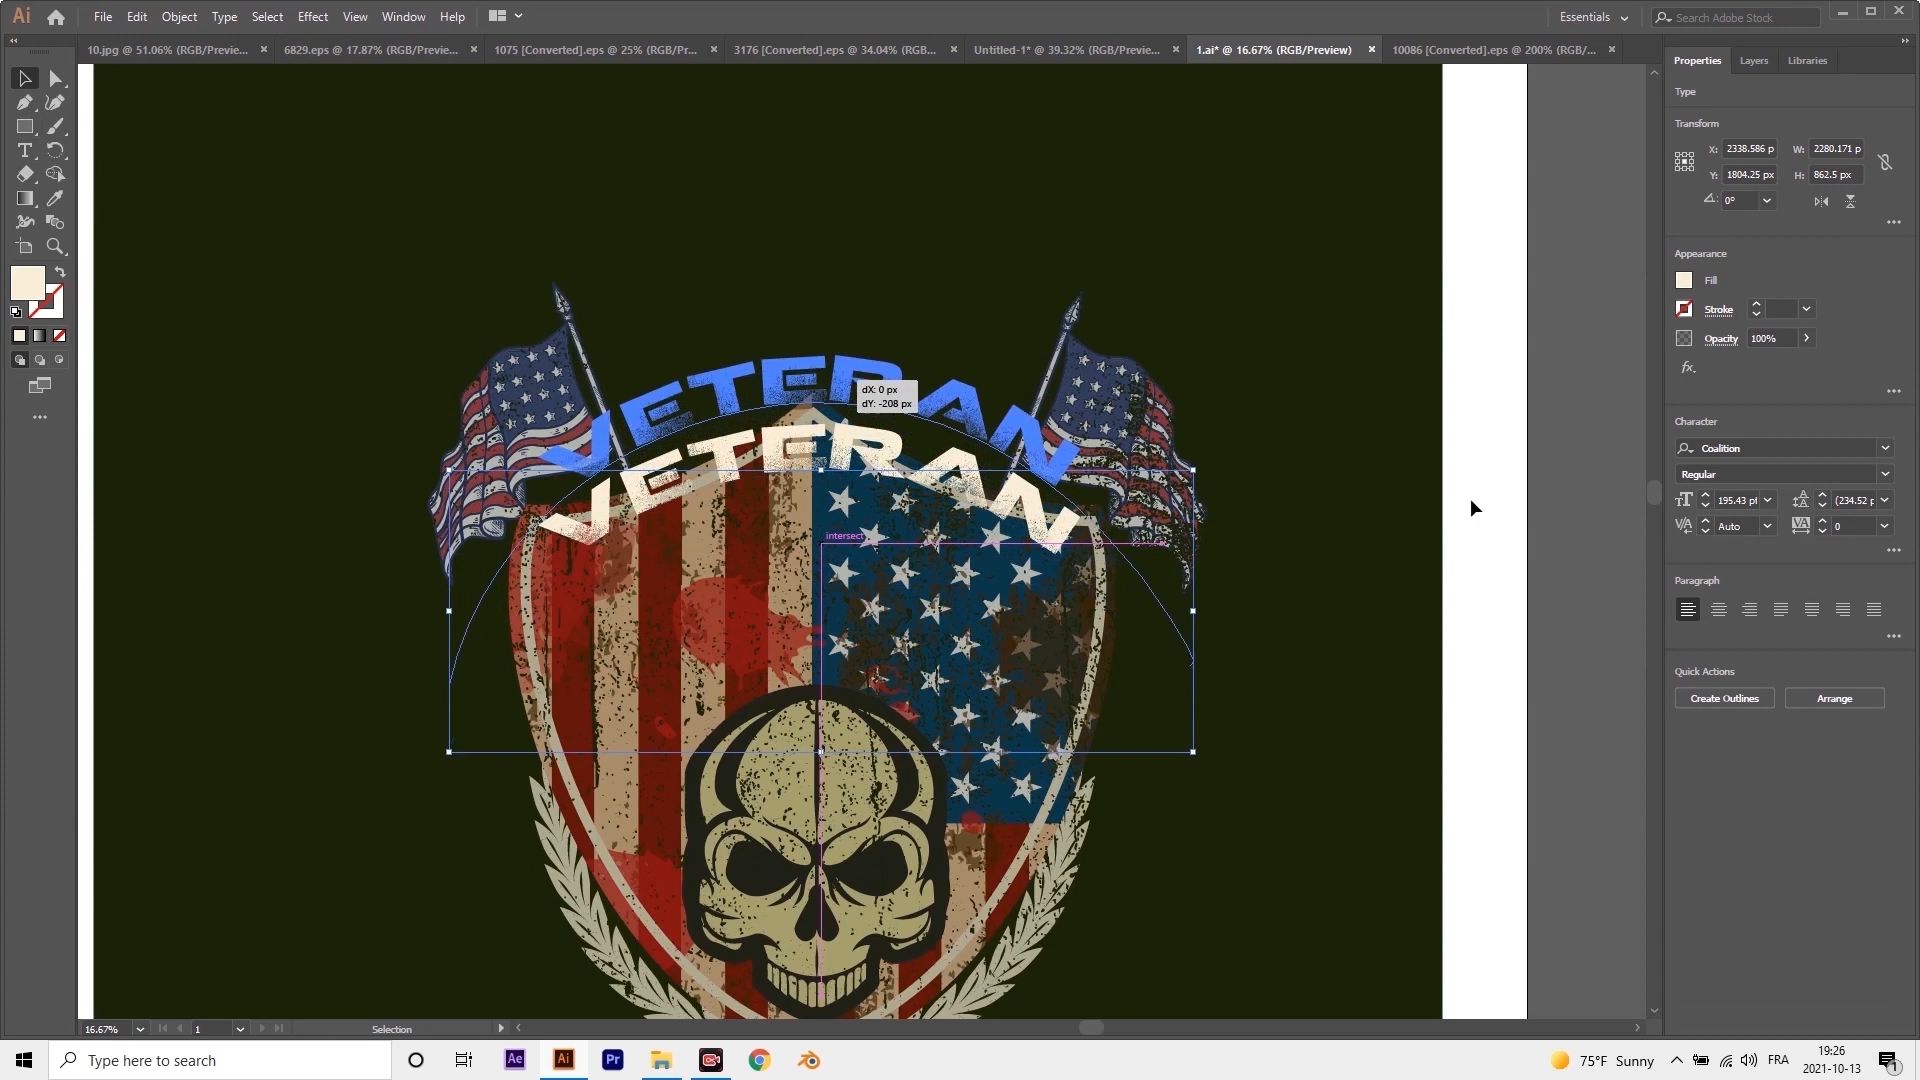 Ai File Edit Object Type Select Effect View Window Help Essentials Search Adobe Stock
10.jpg @ 51.06% (RGB/Previe... 6829.eps @ 17.87% (RGB/Previe... 1075 [Converted].eps @ 25% (RGB/Pr... 3176 [Converted].eps @ 34.04% (RGB... Untitled-1* @ 39.32% (RGB/Previe... 1.ai* @ 16.67% (RGB/Preview) 10086 [Converted].eps @ 200% (RGB/...
Properties Layers Libraries
Type
Transform
X: 2338.586 p W: 2280.171 p
Y: 1804.25 px H: 862.5 px
0°
Appearance
Fill
Stroke
Opacity 100%
fx
Character
Coalition
Regular
195.43 pt (234.52 p
Auto 0
Paragraph
Quick Actions
Create Outlines Arrange
VETERAN
dX: 0 px
dY: -208 px
VETERAN
intersect
16.67% 1 Selection
Type here to search Ae Ai Pr 75°F Sunny FRA 19:26
2021-10-13 1